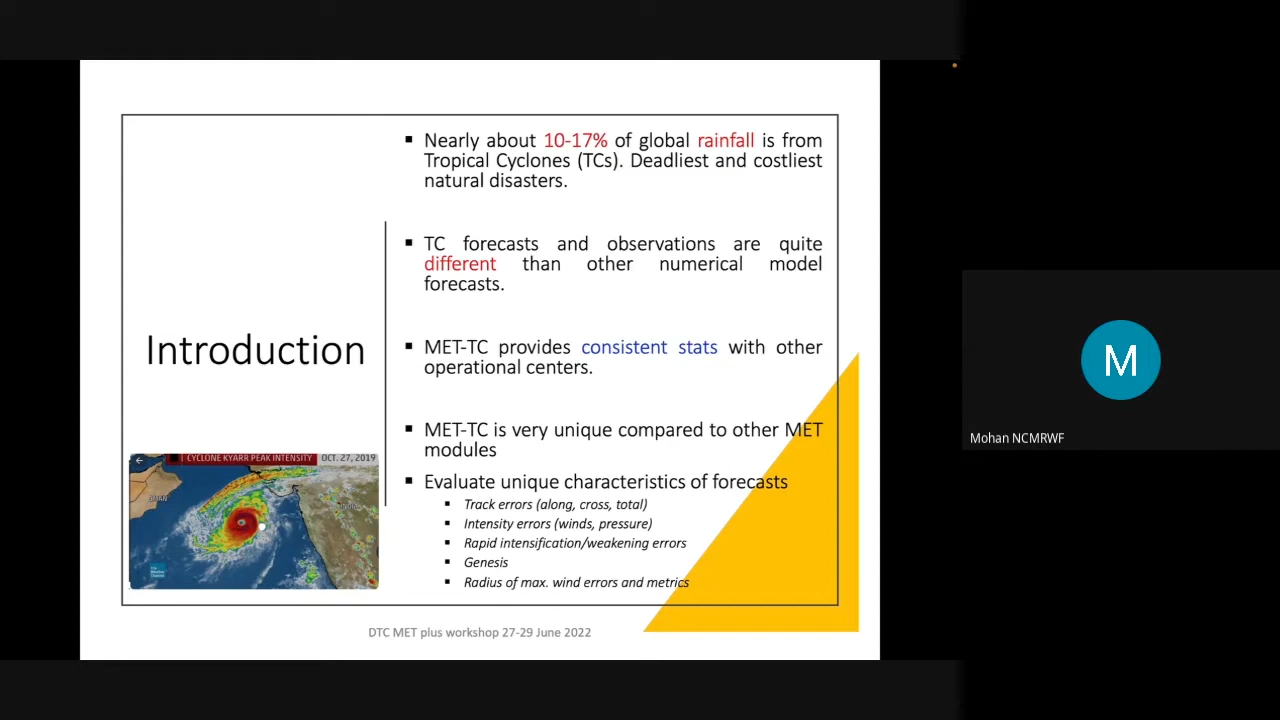 Nearly about 10-17% of global rainfall is from
Tropical Cyclones (TCs). Deadliest and costliest
natural disasters.
TC forecasts and observations are quite
different than other numerical model
forecasts.
Introduction
MET-TC provides consistent stats with other
operational centers.
MET-TC is very unique compared to other MET
modules
Evaluate unique characteristics of forecasts
Track errors (along, cross, total)
Intensity errors (winds, pressure)
Rapid intensification/weakening errors
Genesis
Radius of max. wind errors and metrics
CYCLONE KYARR PEAK INTENSITY OCT. 27, 2019
OMAN
DTC MET plus workshop 27-29 June 2022
M
Mohan NCMRWF